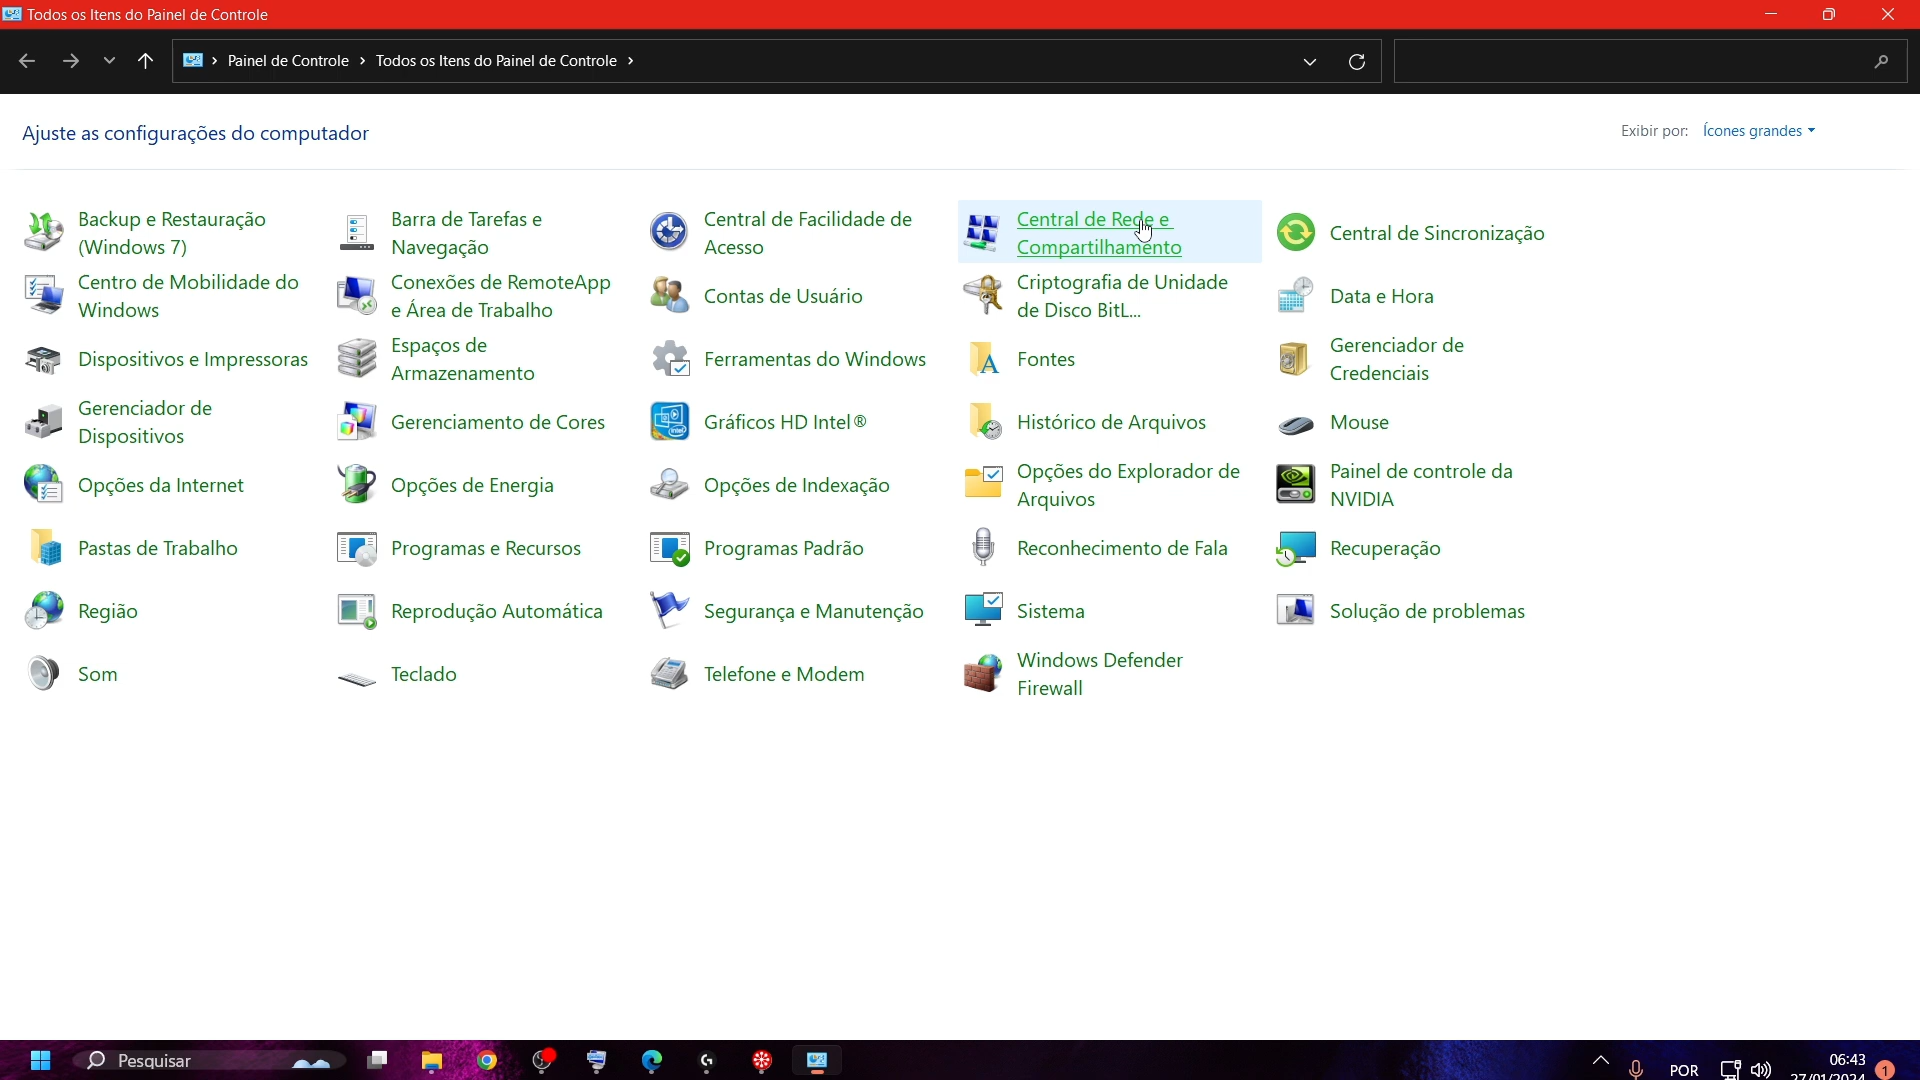 Todos os Itens do Painel de Controle
Painel de Controle
Todos os Itens do Painel de Controle
Ajuste as configurações do computador
Exibir por: Ícones grandes
Backup e Restauração
(Windows 7)
Barra de Tarefas e
Navegação
Central de Facilidade de
Acesso
Central de Rede e
Compartilhamento
Central de Sincronização
Centro de Mobilidade do
Windows
Conexões de RemoteApp
e Área de Trabalho
Contas de Usuário
Criptografia de Unidade
de Disco BitL...
Data e Hora
Dispositivos e Impressoras
Espaços de
Armazenamento
Ferramentas do Windows
Fontes
Gerenciador de
Credenciais
Gerenciador de
Dispositivos
Gerenciamento de Cores
Gráficos HD Intel®
Histórico de Arquivos
Mouse
Opções da Internet
Opções de Energia
Opções de Indexação
Opções do Explorador de
Arquivos
Painel de controle da
NVIDIA
Pastas de Trabalho
Programas e Recursos
Programas Padrão
Reconhecimento de Fala
Recuperação
Região
Reprodução Automática
Segurança e Manutenção
Sistema
Solução de problemas
Som
Teclado
Telefone e Modem
Windows Defender
Firewall
Pesquisar
POR
06:43
27/01/2024
1